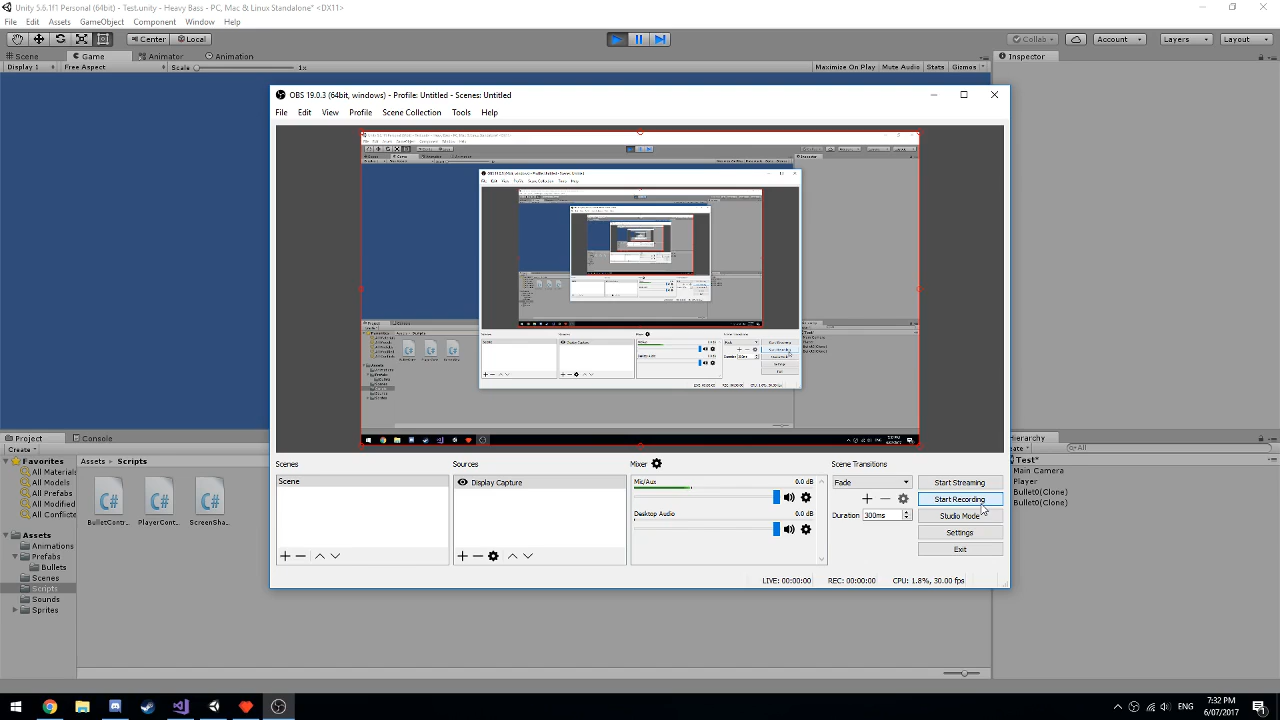 Unity 5.6.1f1 Personal (64bit) - Test.unity - Heavy Bass - PC, Mac & Linux Standalone* <DX11>
File Edit Assets GameObject Component Window Help
Center Local Collab Account Layers Layout
Scene Game Animator Animation Inspector
Display 1 Free Aspect Scale 1x Maximize On Play Mute Audio Stats Gizmos
OBS 19.0.3 (64bit, windows) - Profile: Untitled - Scenes: Untitled
File Edit View Profile Scene Collection Tools Help
Project Console
Create
Favorites
All Materials
All Models
All Prefabs
All Scripts
All Conflict
Assets
Animations
Prefabs
Bullets
Scenes
Scripts
Sounds
Sprites
Assets Scripts
BulletContr... PlayerCont... ScreenSha...
Scenes
Scene
Sources
Display Capture
Mixer
Mic/Aux 0.0 dB
Desktop Audio 0.0 dB
Scene Transitions
Fade
Duration 300ms
Start Streaming
Start Recording
Studio Mode
Settings
Exit
LIVE: 00:00:00 REC: 00:00:00 CPU: 1.8%, 30.00 fps
Hierarchy
All
Test*
Main Camera
Player
Bullet0(Clone)
Bullet0(Clone)
ENG 7:32 PM
6/07/2017